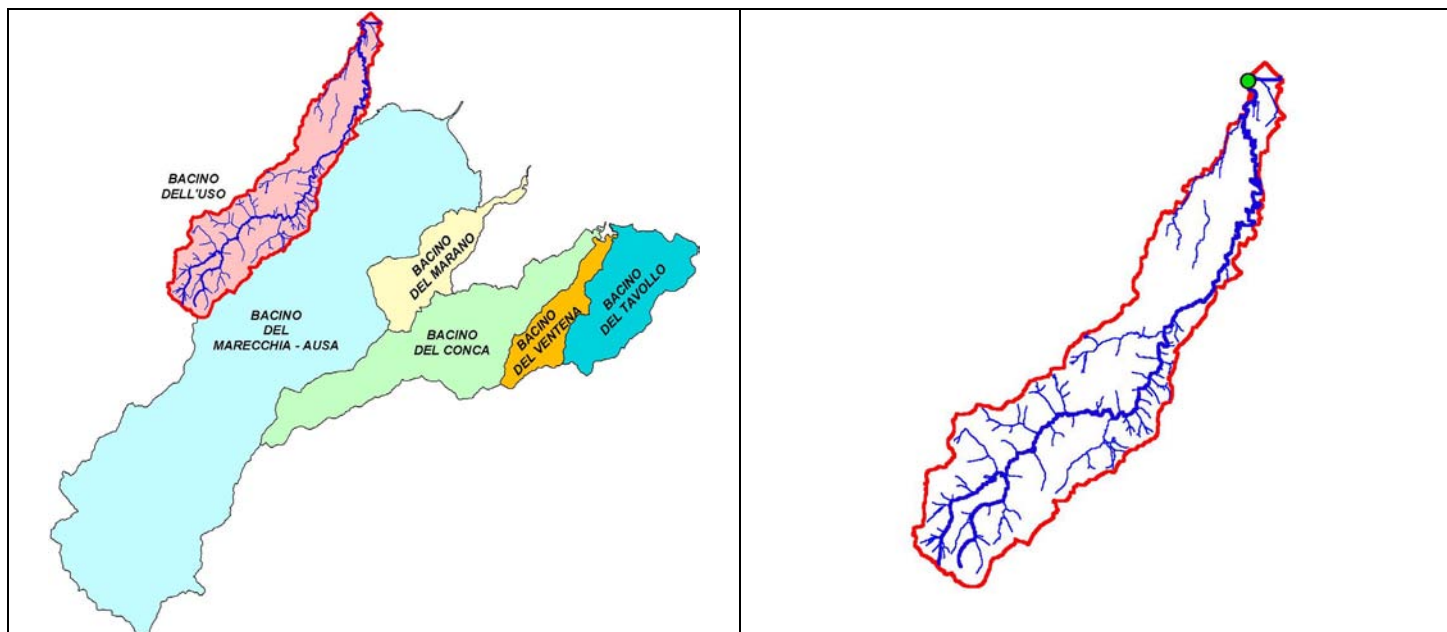 BACINO
DELL'USO
BACINO
DEL MARANO
BACINO
DEL
MARECCHIA - AUSA
BACINO
DEL CONCA
BACINO
DEL VENTENA
BACINO
DEL TAVOLLO